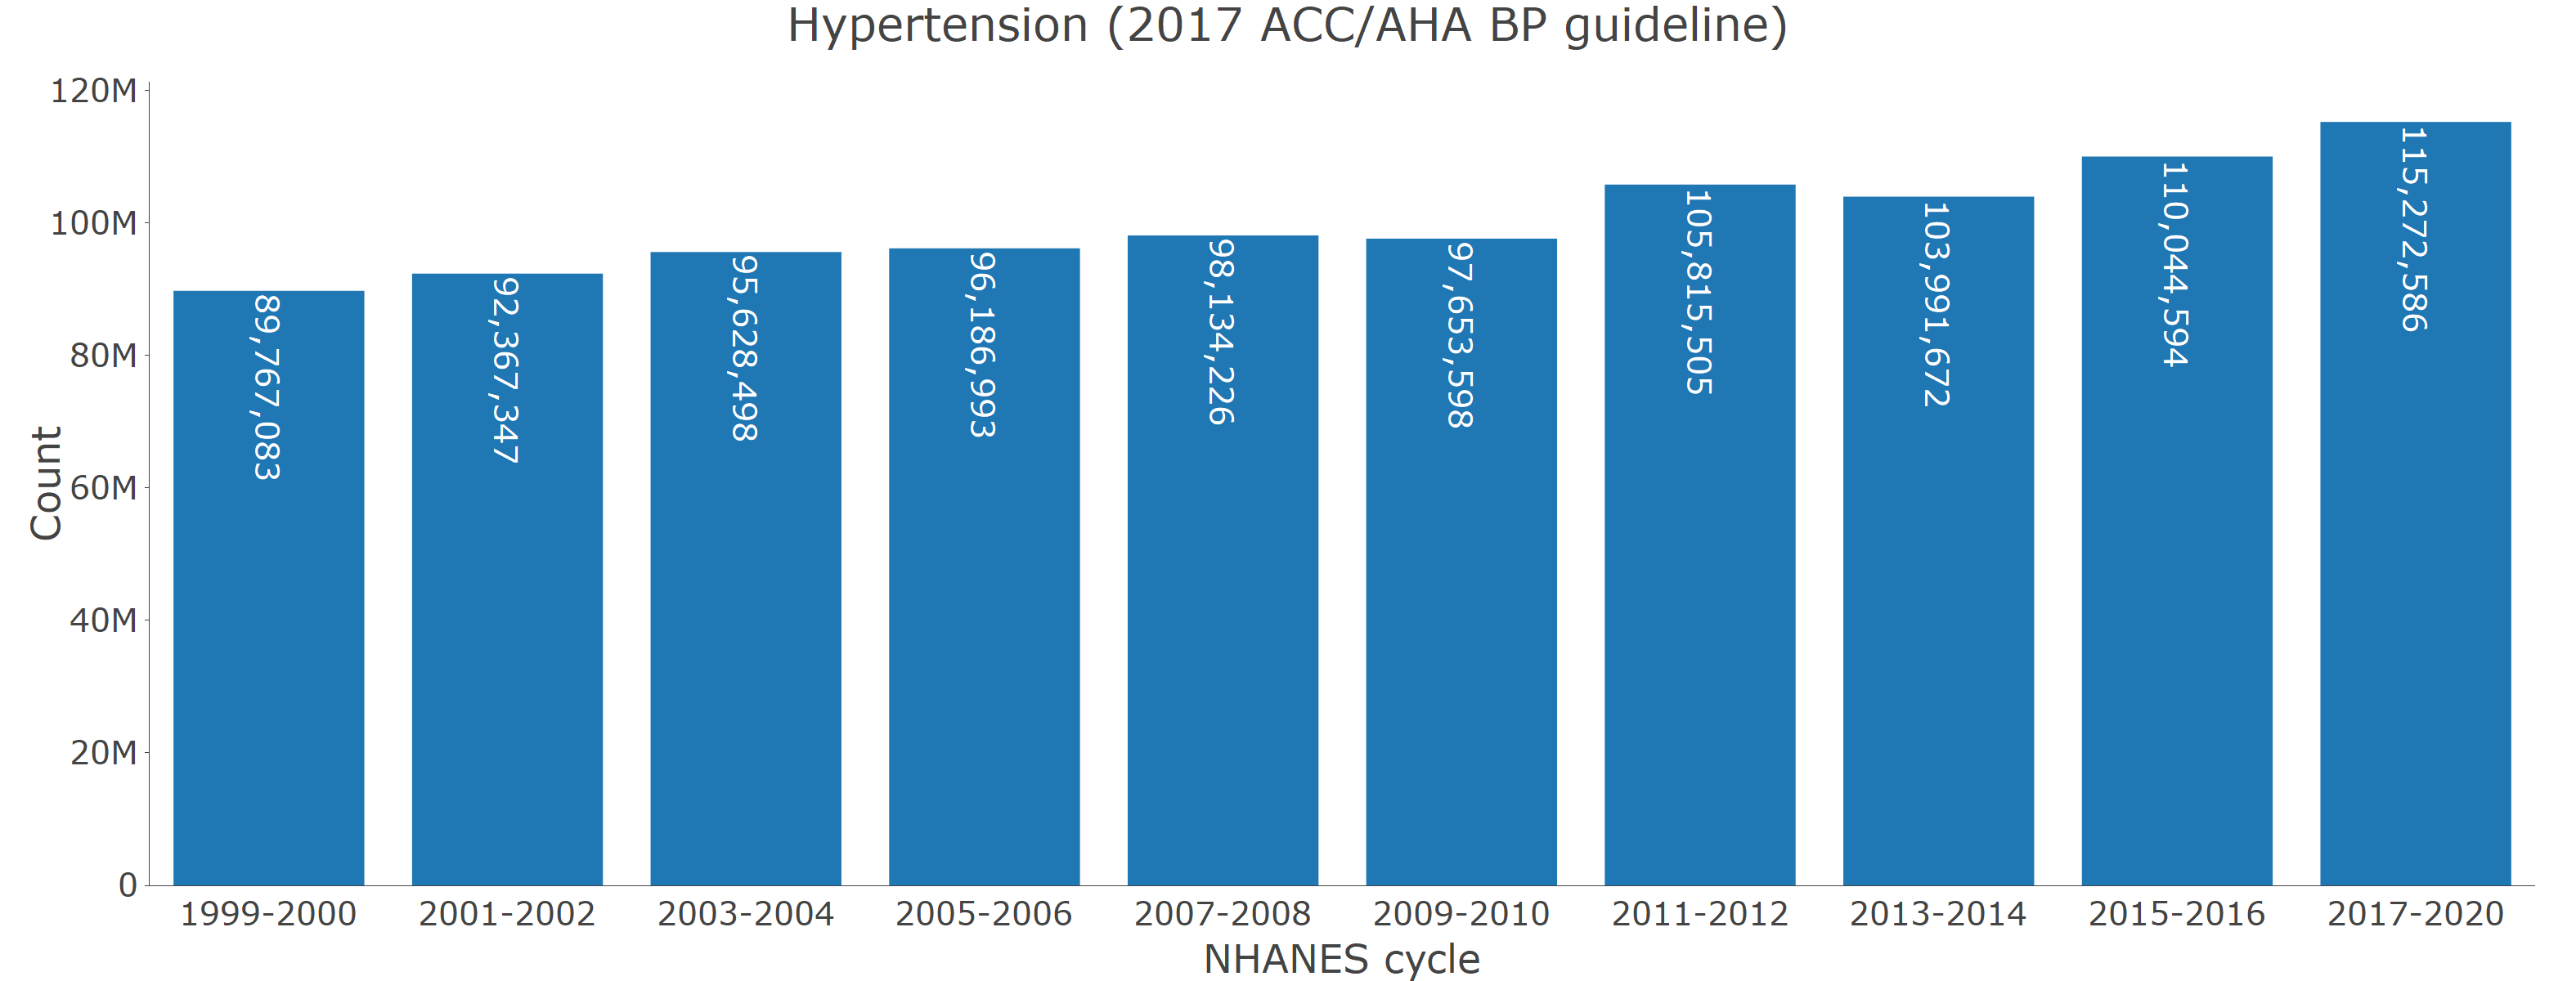 Hypertension (2017 ACC/AHA BP guideline)
120M
100M
80M
60M
40M
20M
0
Count
89,767,083
92,367,347
95,628,498
96,186,993
98,134,226
97,653,598
105,815,505
103,991,672
110,044,594
115,272,586
1999-2000
2001-2002
2003-2004
2005-2006
2007-2008
2009-2010
2011-2012
2013-2014
2015-2016
2017-2020
NHANES cycle